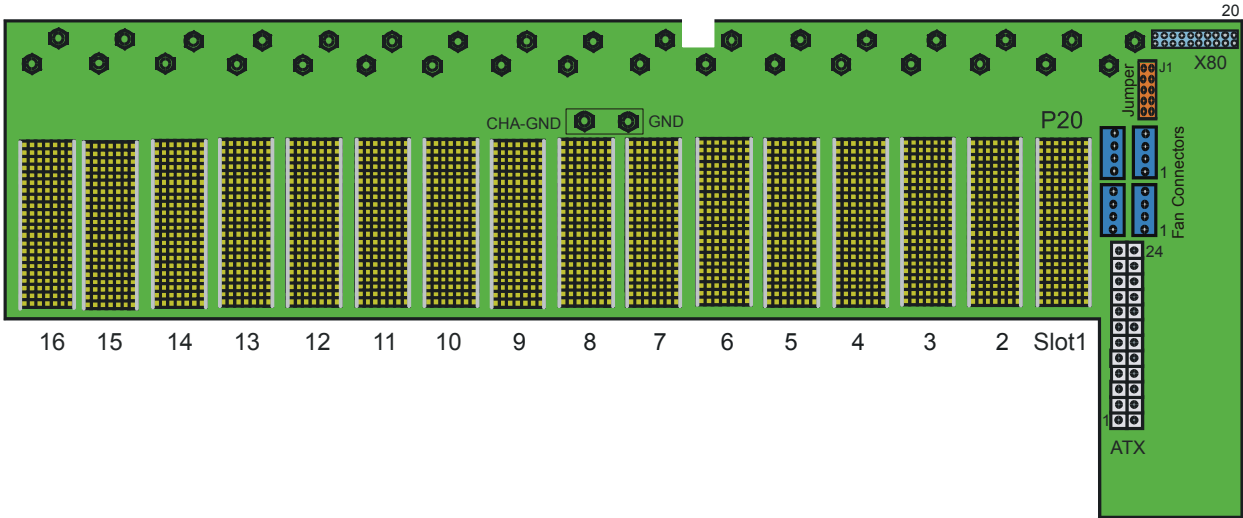 20
X80
J1
Jumper
CHA-GND
GND
P20
1
Fan Connectors
1
24
1
ATX
16 15 14 13 12 11 10 9 8 7 6 5 4 3 2 Slot1